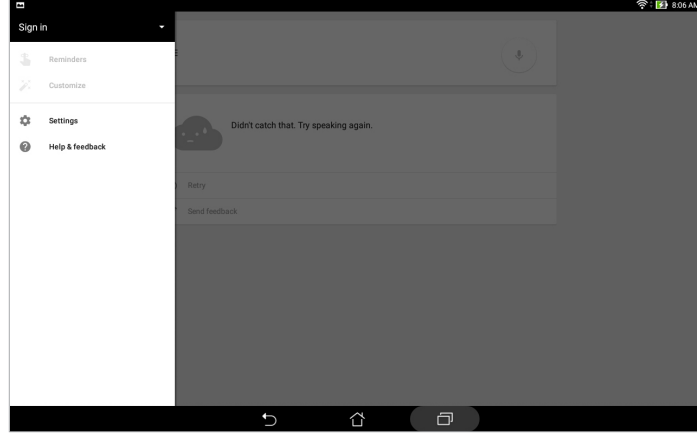 8:06 AM
Sign in
Reminders
Customize
Settings
Help & feedback
Didn't catch that. Try speaking again.
Retry
Send feedback